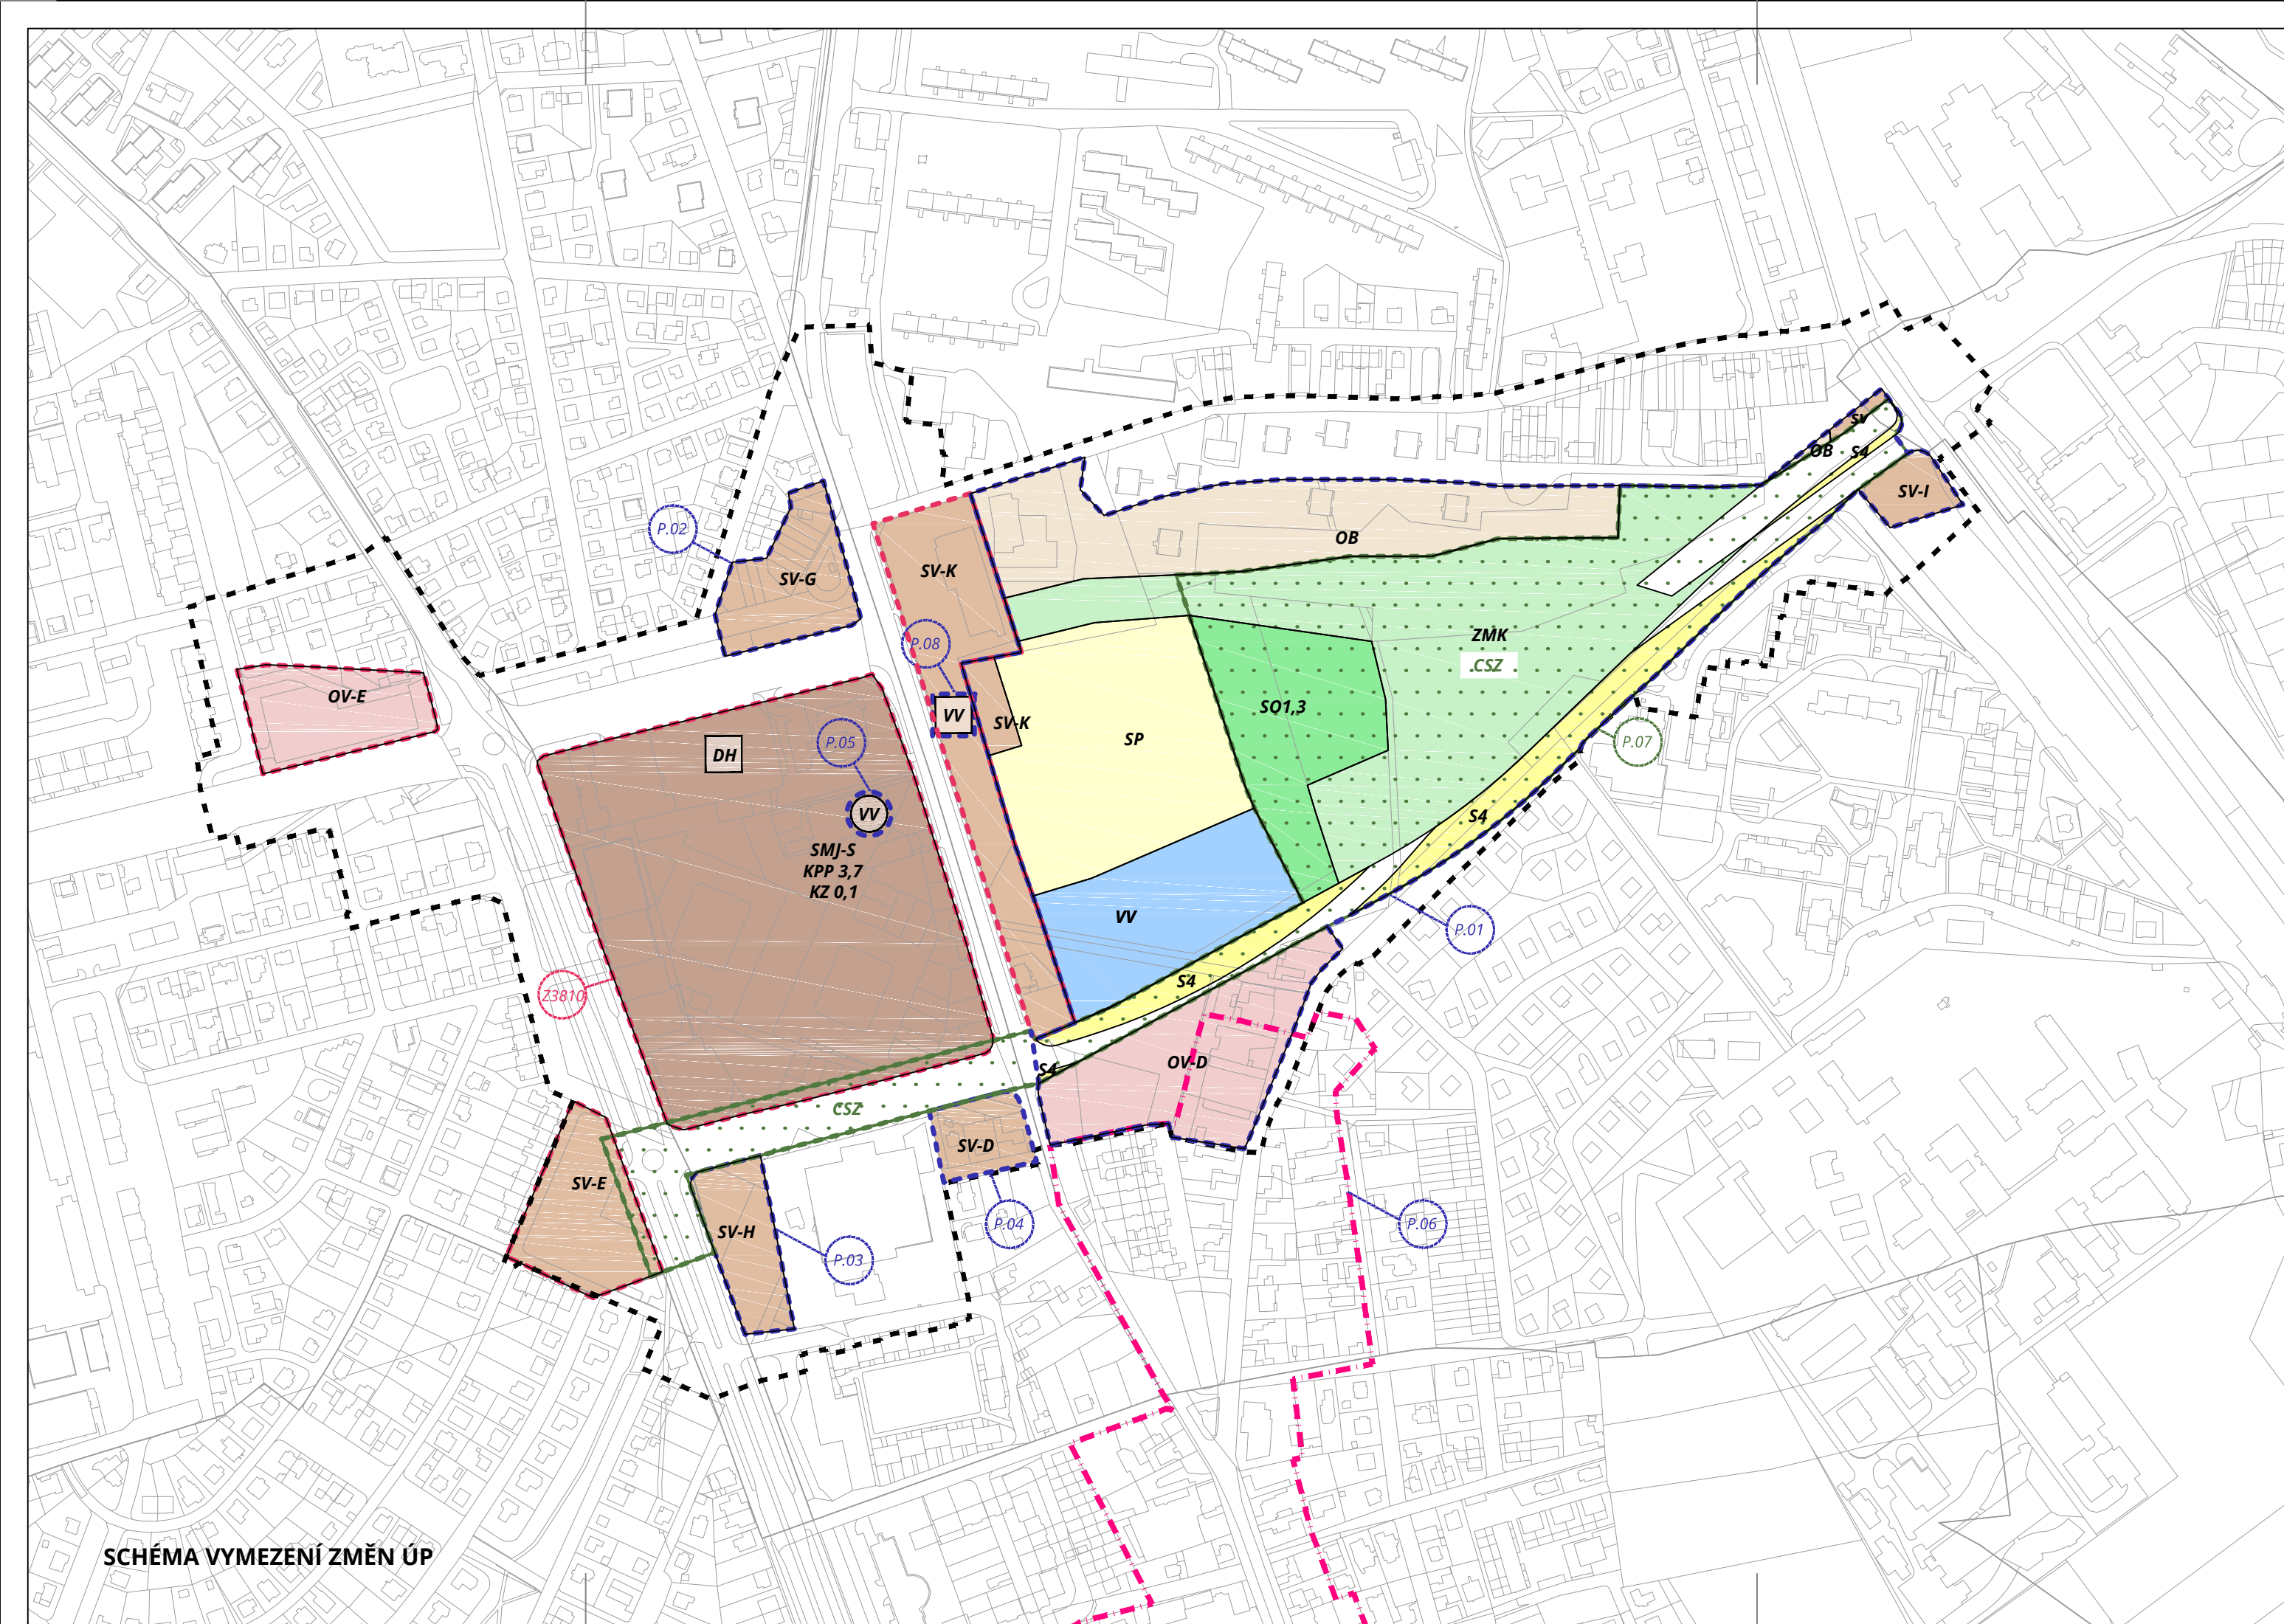 SV
OB
S4
SV-I
P.02
OB
SV-K
SV-G
ZMK
CSZ
P.08
OV-E
SO1,3
VV
SV-K
SP
P.05
P.07
DH
VV
S4
SMJ-S
KPP 3,7
KZ 0,1
VV
P.01
S4
Z3810
OV-D
S4
CSZ
SV-D
SV-E
P.04
P.06
SV-H
P.03
SCHÉMA VYMEZENÍ ZMĚN ÚP